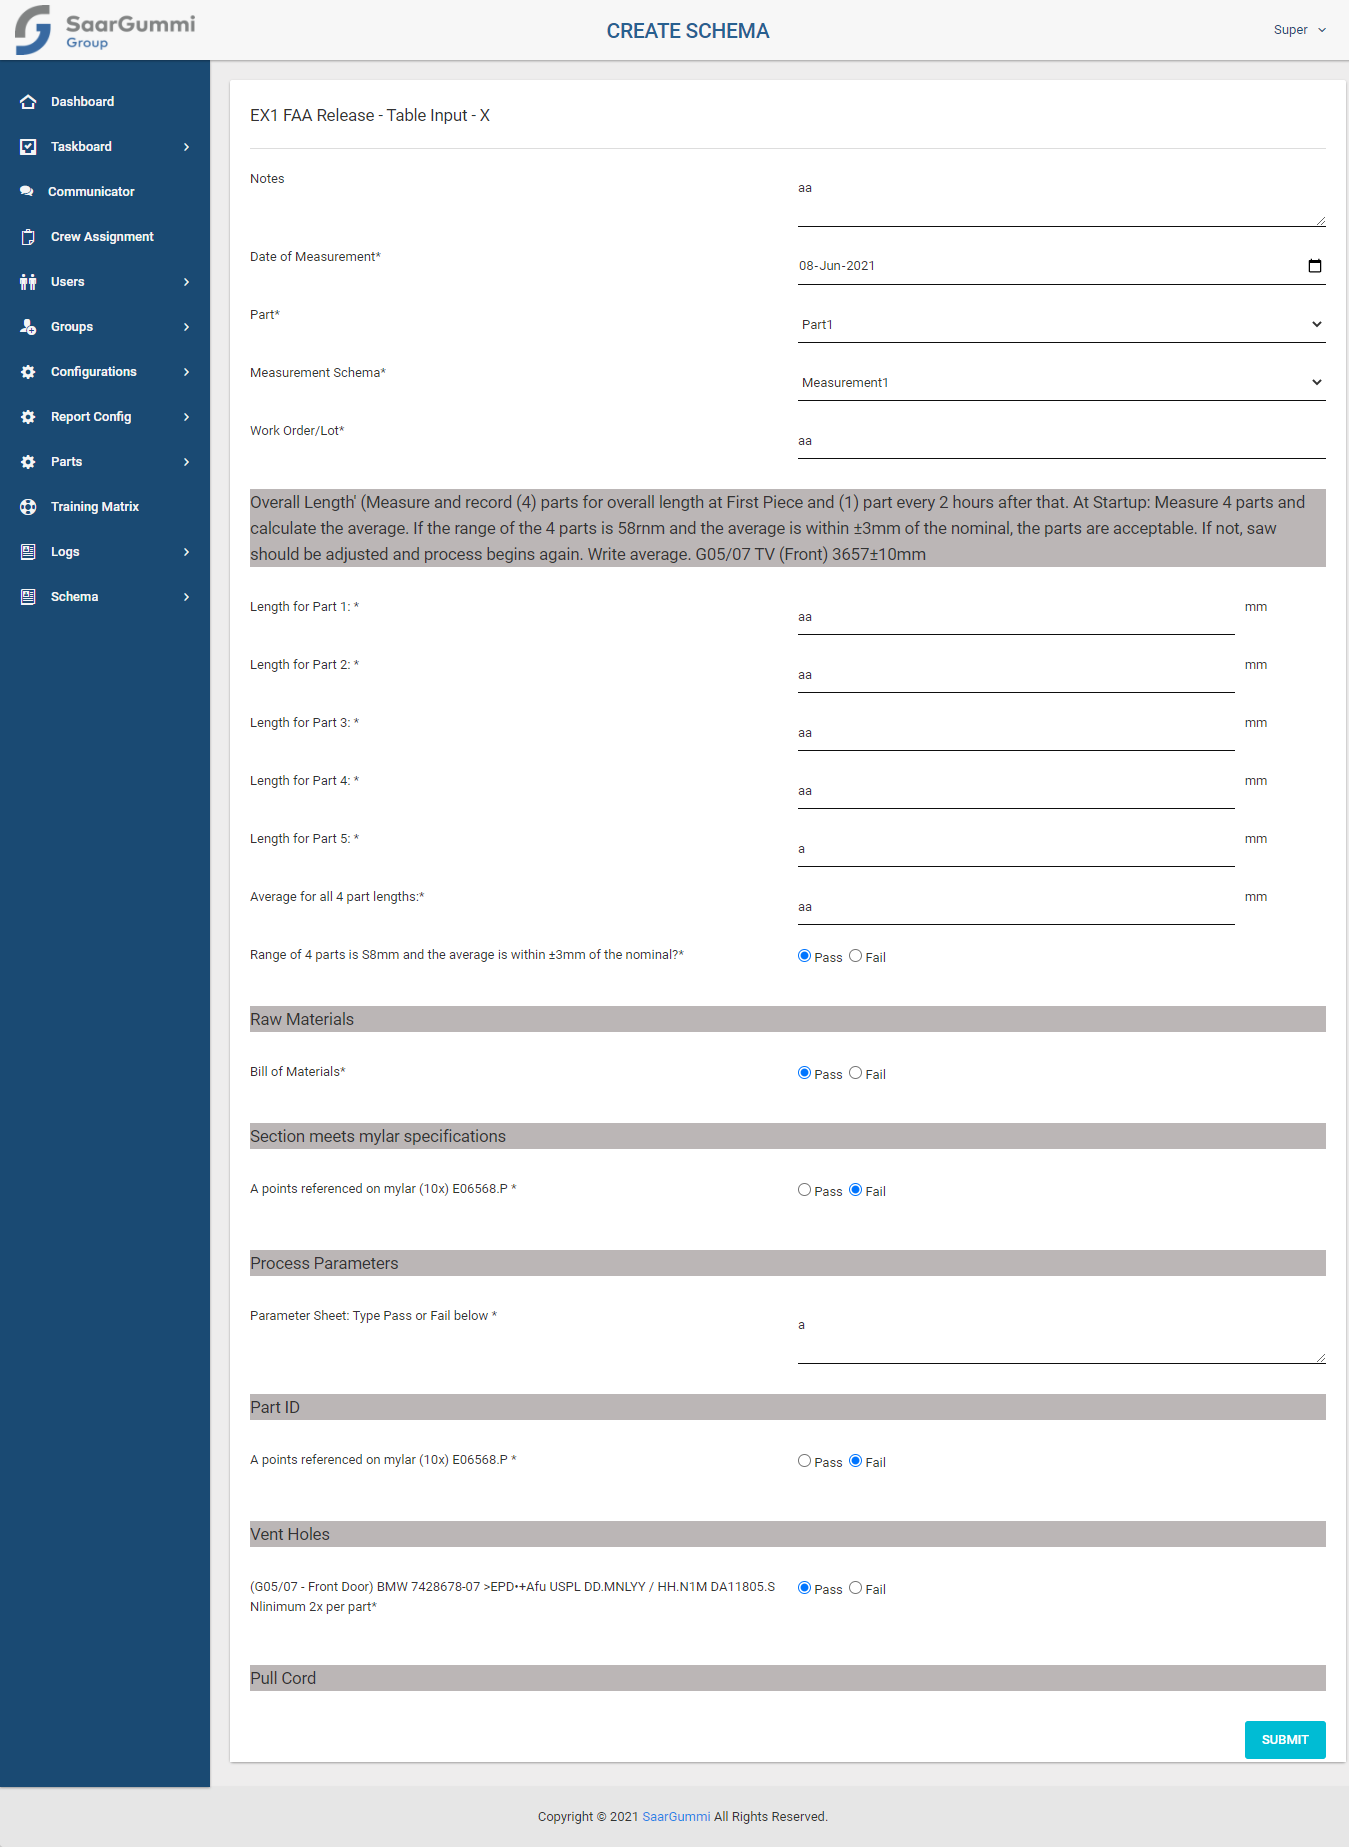 SaarGummi
Group
CREATE SCHEMA
Super
Dashboard
Taskboard
Communicator
Crew Assignment
Users
Groups
Configurations
Report Config
Parts
Training Matrix
Logs
Schema
EX1 FAA Release - Table Input - X
Notes
aa
Date of Measurement*
08-Jun-2021
Part*
Part1
Measurement Schema*
Measurement1
Work Order/Lot*
aa
Overall Length' (Measure and record (4) parts for overall length at First Piece and (1) part every 2 hours after that. At Startup: Measure 4 parts and
calculate the average. If the range of the 4 parts is 58rnm and the average is within ±3mm of the nominal, the parts are acceptable. If not, saw
should be adjusted and process begins again. Write average. G05/07 TV (Front) 3657±10mm
Length for Part 1: *
aa
mm
Length for Part 2: *
aa
mm
Length for Part 3: *
aa
mm
Length for Part 4: *
aa
mm
Length for Part 5: *
a
mm
Average for all 4 part lengths:*
aa
mm
Range of 4 parts is S8mm and the average is within ±3mm of the nominal?*
Pass Fail
Raw Materials
Bill of Materials*
Pass Fail
Section meets mylar specifications
A points referenced on mylar (10x) E06568.P *
Pass Fail
Process Parameters
Parameter Sheet: Type Pass or Fail below *
a
Part ID
A points referenced on mylar (10x) E06568.P *
Pass Fail
Vent Holes
(G05/07 - Front Door) BMW 7428678-07 >EPD•+Afu USPL DD.MNLYY / HH.N1M DA11805.S
Nlinimum 2x per part*
Pass Fail
Pull Cord
SUBMIT
Copyright © 2021 SaarGummi All Rights Reserved.